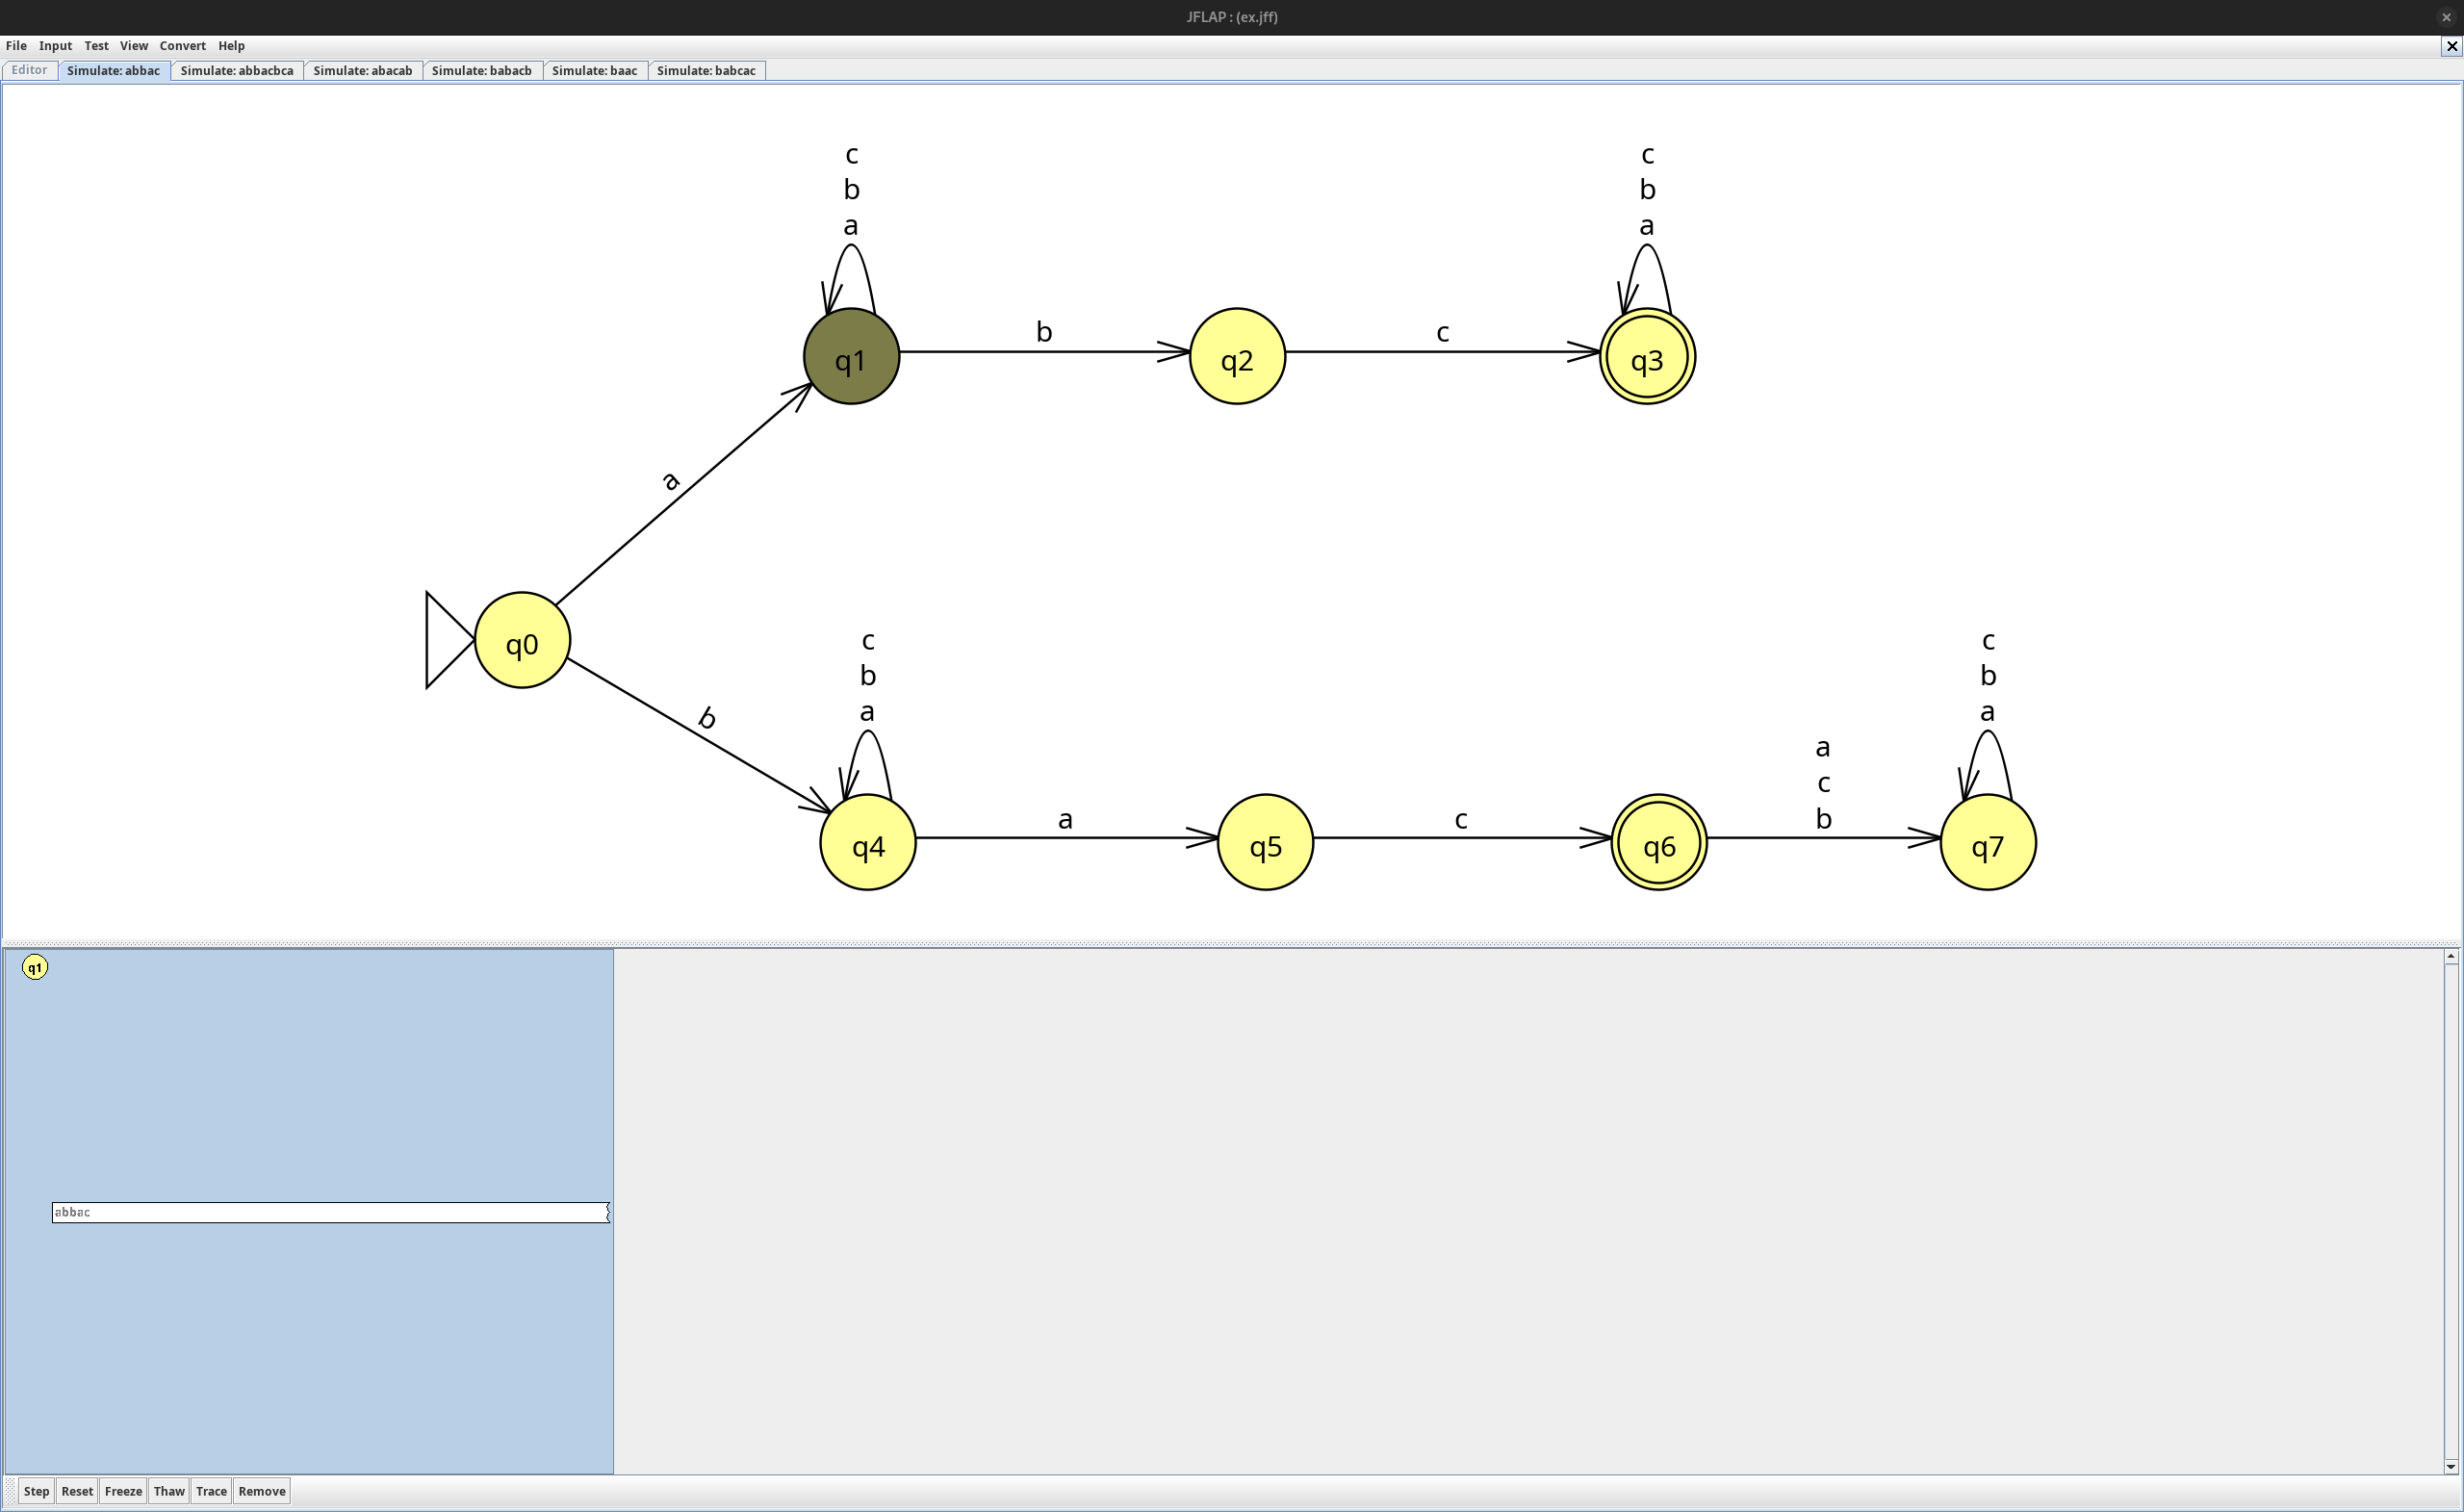 JFLAP : (ex.jff)
File Input Test View Convert Help
Editor Simulate: abbac Simulate: abbacbca Simulate: abacab Simulate: babacb Simulate: baac Simulate: babcac
c
b
a
c
b
a
q1
b
q2
c
q3
a
q0
b
c
b
a
q4
a
q5
c
q6
a
c
b
c
b
a
q7
q1
abbac
Step Reset Freeze Thaw Trace Remove